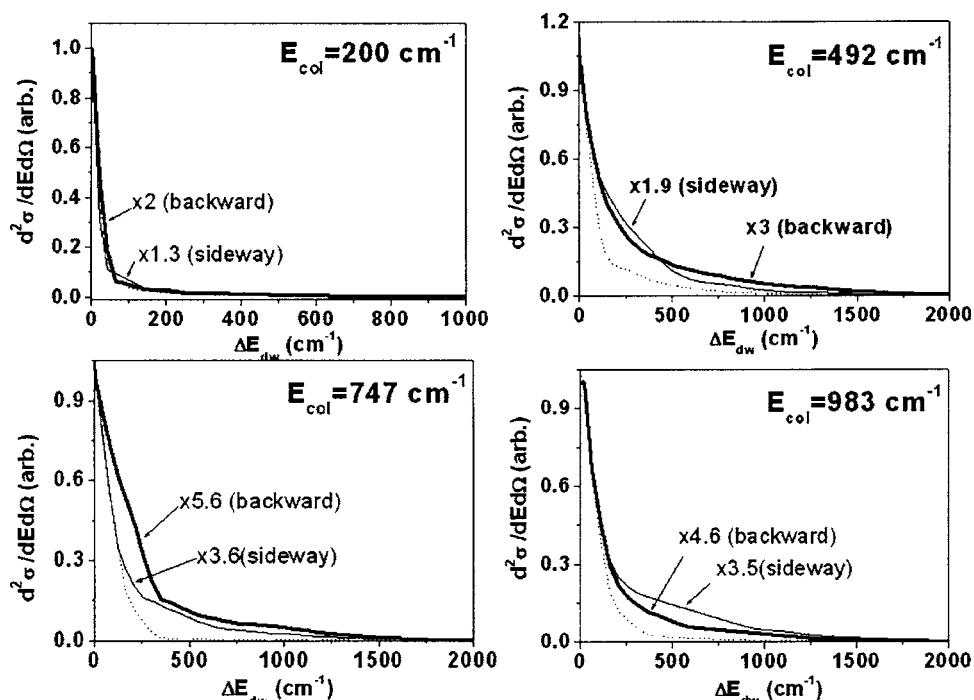 E_col=200 cm^-1
d²σ/dEdΩ (arb.)
1.0
0.8
0.6
0.4
0.2
0.0
x2 (backward)
x1.3 (sideway)
0 200 400 600 800 1000
ΔE_dw (cm^-1)
E_col=492 cm^-1
d²σ/dEdΩ (arb.)
1.2
0.9
0.6
0.3
0.0
x1.9 (sideway)
x3 (backward)
0 500 1000 1500 2000
ΔE_dw (cm^-1)
E_col=747 cm^-1
d²σ/dEdΩ (arb.)
0.9
0.6
0.3
0.0
x5.6 (backward)
x3.6(sideway)
0 500 1000 1500 2000
ΔE_dw (cm^-1)
E_col=983 cm^-1
d²σ/dEdΩ (arb.)
0.9
0.6
0.3
0.0
x4.6 (backward)
x3.5(sideway)
0 500 1000 1500 2000
ΔE_dw (cm^-1)